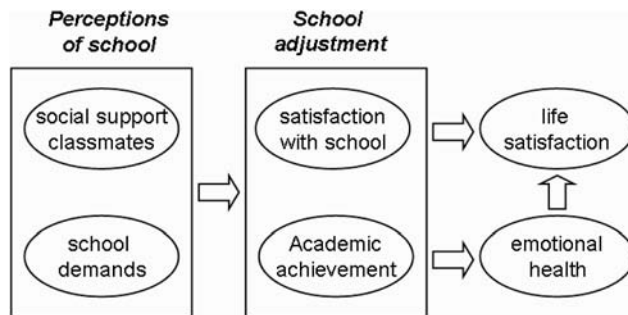 Perceptions
of school
School
adjustment
social support
classmates
satisfaction
with school
life
satisfaction
school
demands
Academic
achievement
emotional
health